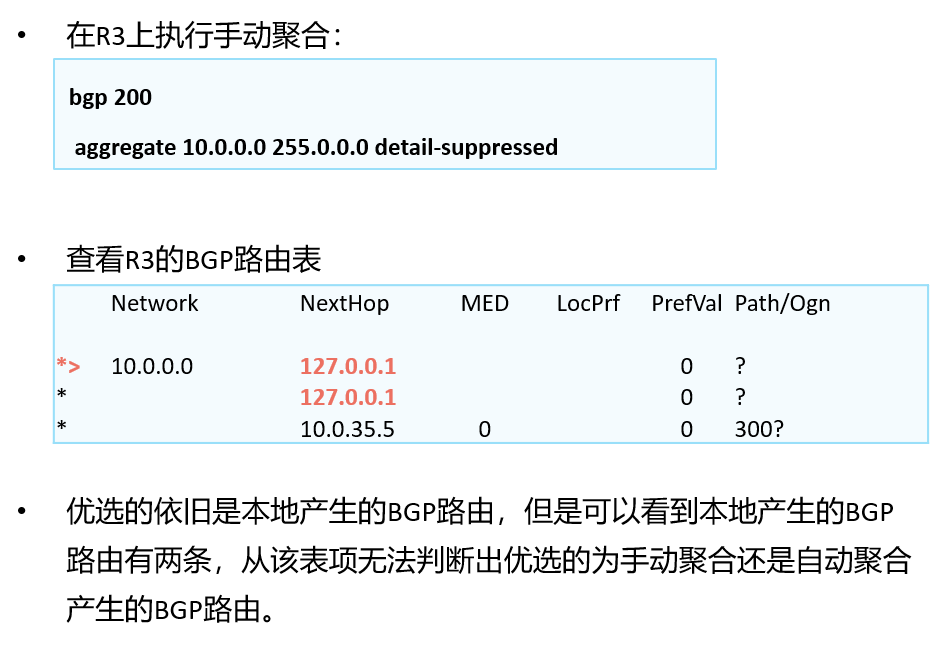 • 在R3上执行手动聚合：
bgp 200
aggregate 10.0.0.0 255.0.0.0 detail-suppressed
• 查看R3的BGP路由表
Network NextHop MED LocPrf PrefVal Path/Ogn
*> 10.0.0.0 127.0.0.1 0 ?
* 127.0.0.1 0 ?
* 10.0.35.5 0 0 300?
• 优选的依旧是本地产生的BGP路由，但是可以看到本地产生的BGP
路由有两条，从该表项无法判断出优选的为手动聚合还是自动聚合
产生的BGP路由。